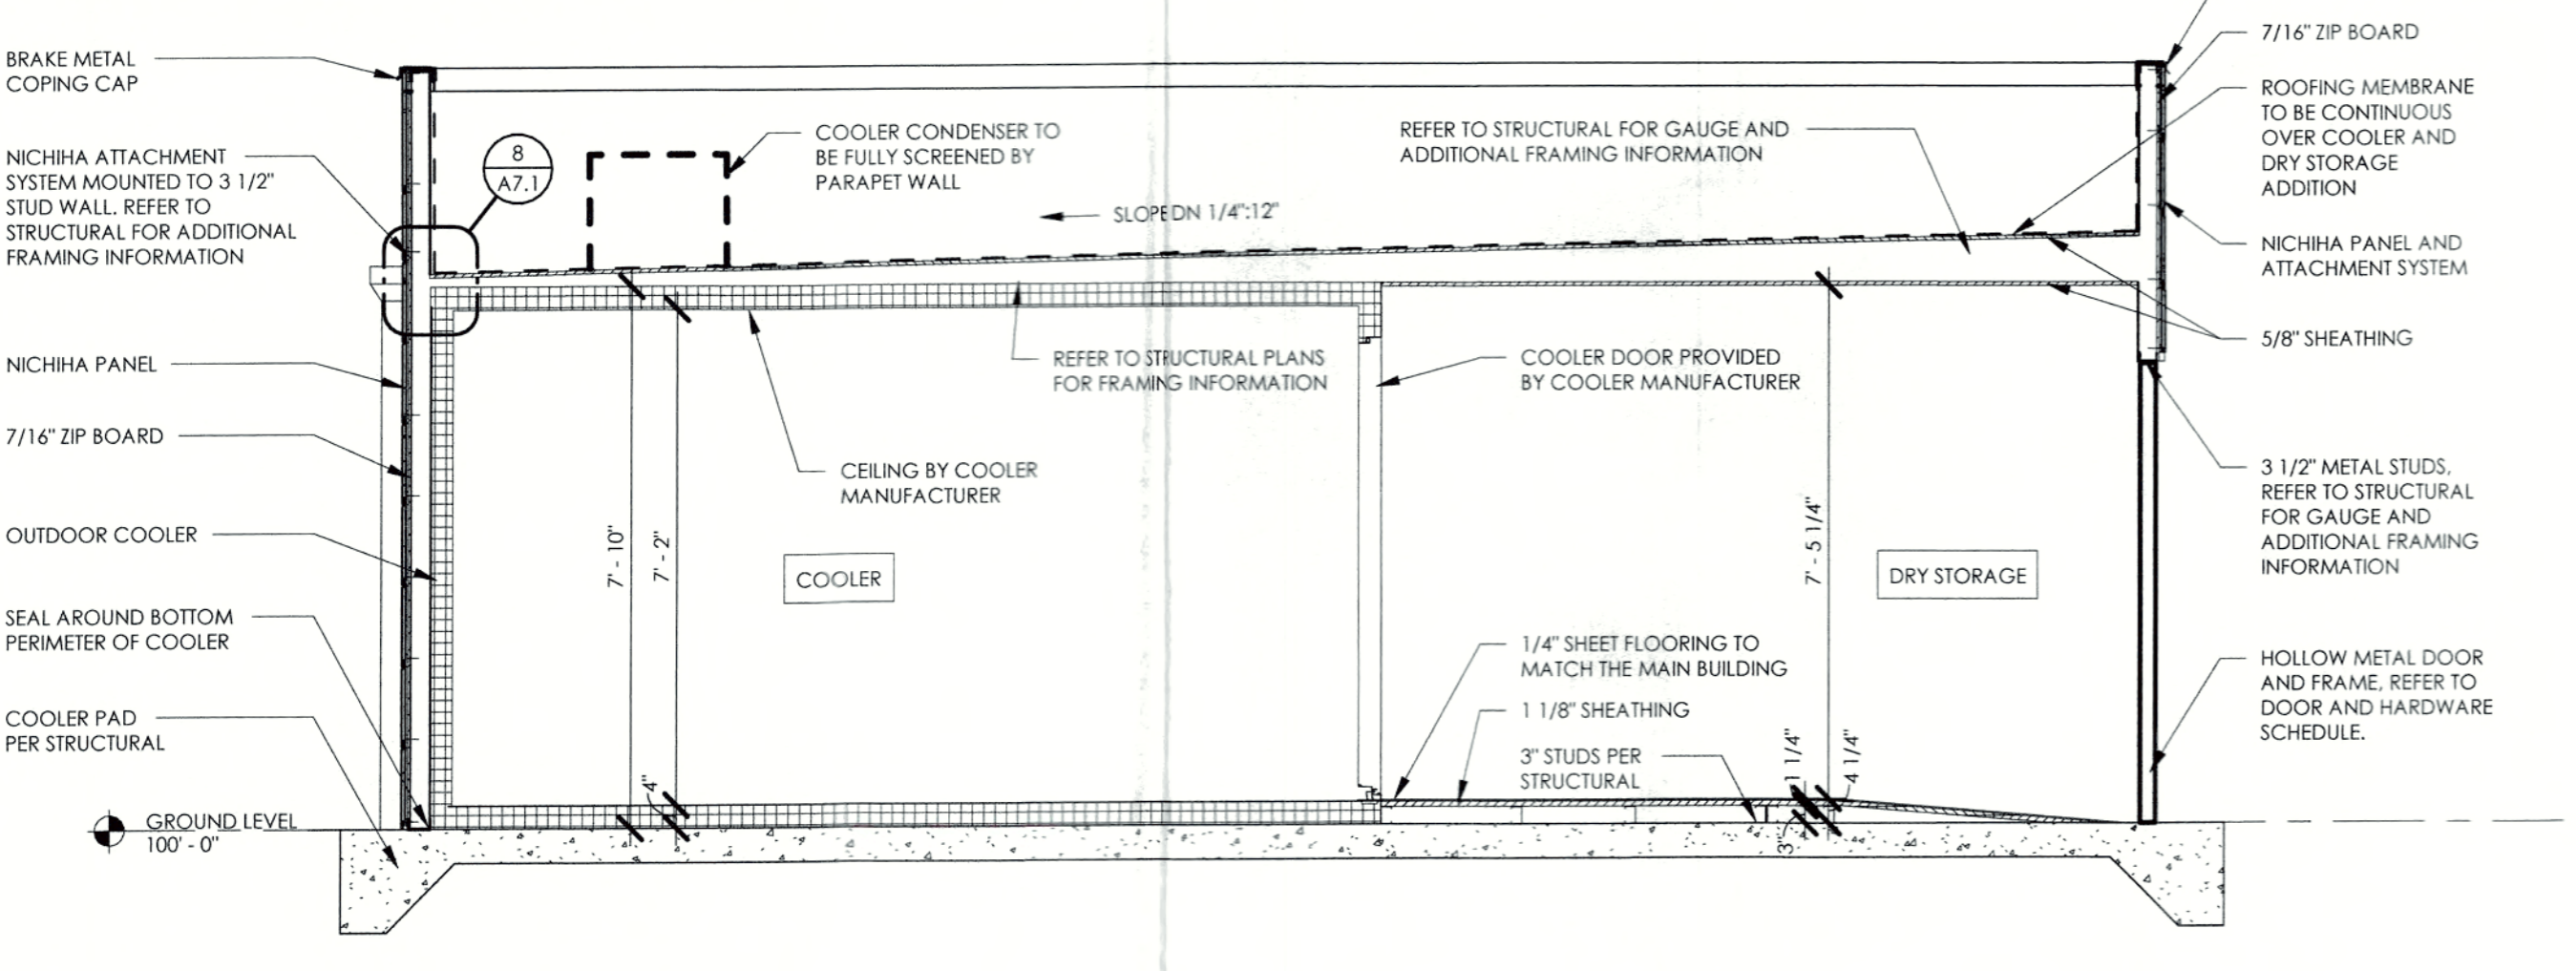 BRAKE METAL
COPING CAP
NICHIHA ATTACHMENT
SYSTEM MOUNTED TO 3 1/2"
STUD WALL. REFER TO
STRUCTURAL FOR ADDITIONAL
FRAMING INFORMATION
NICHIHA PANEL
7/16" ZIP BOARD
OUTDOOR COOLER
SEAL AROUND BOTTOM
PERIMETER OF COOLER
COOLER PAD
PER STRUCTURAL
GROUND LEVEL
100' - 0"
8
A7.1
COOLER CONDENSER TO
BE FULLY SCREENED BY
PARAPET WALL
SLOPE DN 1/4":12"
REFER TO STRUCTURAL FOR GAUGE AND
ADDITIONAL FRAMING INFORMATION
REFER TO STRUCTURAL PLANS
FOR FRAMING INFORMATION
CEILING BY COOLER
MANUFACTURER
7' - 10"
7' - 2"
4"
COOLER
COOLER DOOR PROVIDED
BY COOLER MANUFACTURER
7' - 5 1/4"
DRY STORAGE
1/4" SHEET FLOORING TO
MATCH THE MAIN BUILDING
1 1/8" SHEATHING
3" STUDS PER
STRUCTURAL
1 1/4"
4 1/4"
3"
7/16" ZIP BOARD
ROOFING MEMBRANE
TO BE CONTINUOUS
OVER COOLER AND
DRY STORAGE
ADDITION
NICHIHA PANEL AND
ATTACHMENT SYSTEM
5/8" SHEATHING
3 1/2" METAL STUDS,
REFER TO STRUCTURAL
FOR GAUGE AND
ADDITIONAL FRAMING
INFORMATION
HOLLOW METAL DOOR
AND FRAME, REFER TO
DOOR AND HARDWARE
SCHEDULE.